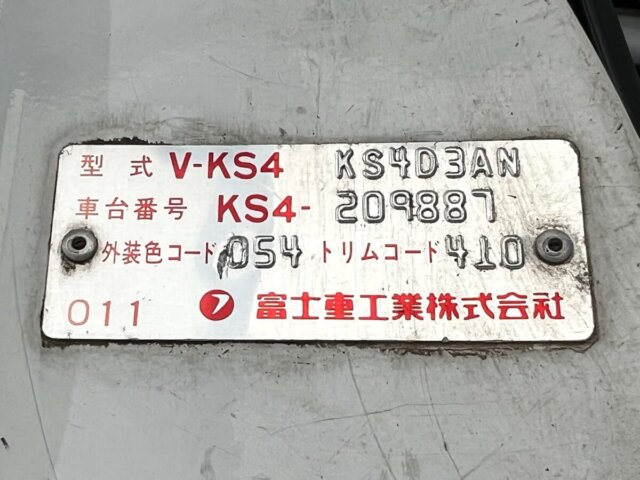 型式 V-KS4 KS4D3AN
車台番号 KS4-209887
外装色コード 054 トリムコード 410
011 フ 富士重工業株式会社